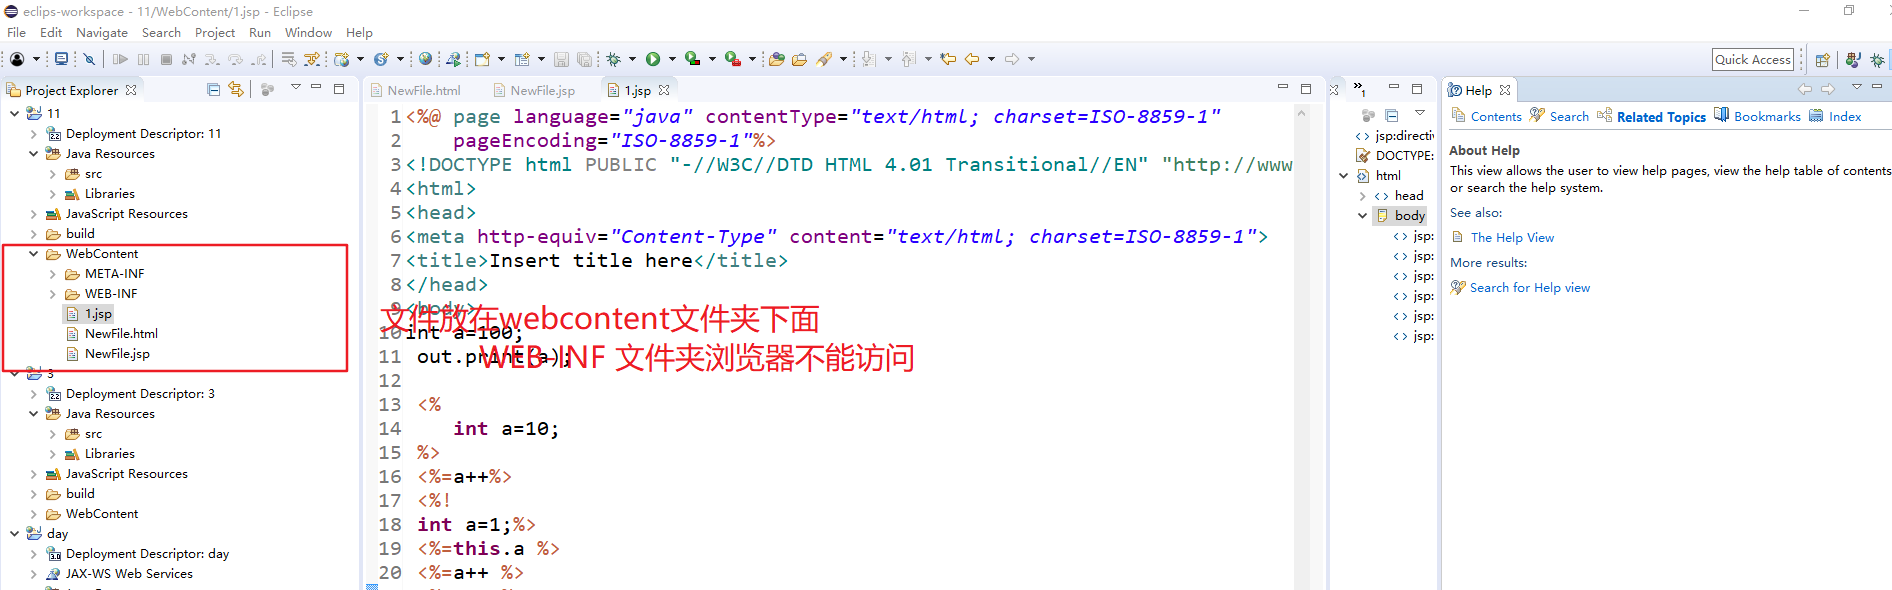 eclips-workspace - 11/WebContent/1.jsp - Eclipse
File Edit Navigate Search Project Run Window Help
Quick Access
Project Explorer
11
Deployment Descriptor: 11
Java Resources
src
Libraries
JavaScript Resources
build
WebContent
META-INF
WEB-INF
1.jsp
NewFile.html
NewFile.jsp
3
Deployment Descriptor: 3
Java Resources
src
Libraries
JavaScript Resources
build
WebContent
day
Deployment Descriptor: day
JAX-WS Web Services
NewFile.html NewFile.jsp 1.jsp
1 <%@ page language="java" contentType="text/html; charset=ISO-8859-1"
2 pageEncoding="ISO-8859-1"%>
3 <!DOCTYPE html PUBLIC "-//W3C//DTD HTML 4.01 Transitional//EN" "http://www
4 <html>
5 <head>
6 <meta http-equiv="Content-Type" content="text/html; charset=ISO-8859-1">
7 <title>Insert title here</title>
8 </head>
9 <body>
文件放在webcontent文件夹下面
10 int a=100;
11 out.print(a);
WEB-INF 文件夹浏览器不能访问
12
13 <%
14 int a=10;
15 %>
16 <%=a++%>
17 <%!
18 int a=1;%>
19 <%=this.a %>
20 <%=a++ %>
1
jsp:directiv
DOCTYPE:
html
head
body
jsp:
jsp:
jsp:
jsp:
jsp:
jsp:
Help
Contents Search Related Topics Bookmarks Index
About Help
This view allows the user to view help pages, view the help table of contents
or search the help system.
See also:
The Help View
More results:
Search for Help view